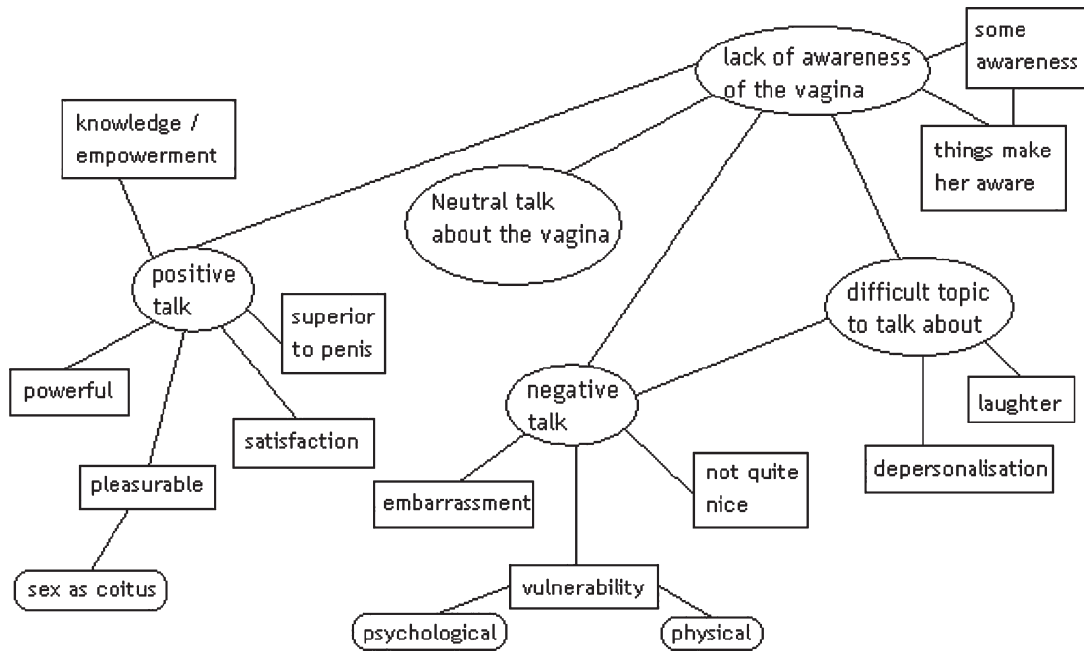 some
awareness
lack of awareness
of the vagina
knowledge /
empowerment
things make
her aware
Neutral talk
about the vagina
positive
talk
difficult topic
to talk about
superior
to penis
powerful
negative
talk
laughter
satisfaction
pleasurable
embarrassment
not quite
nice
depersonalisation
sex as coitus
vulnerability
psychological
physical